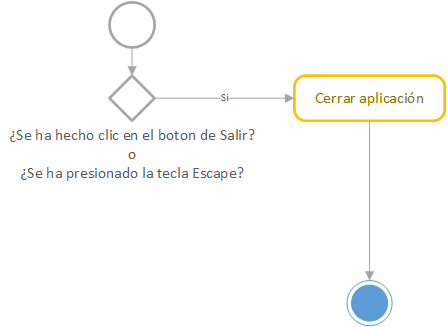 Si
Cerrar aplicación
¿Se ha hecho clic en el boton de Salir?
o
¿Se ha presionado la tecla Escape?